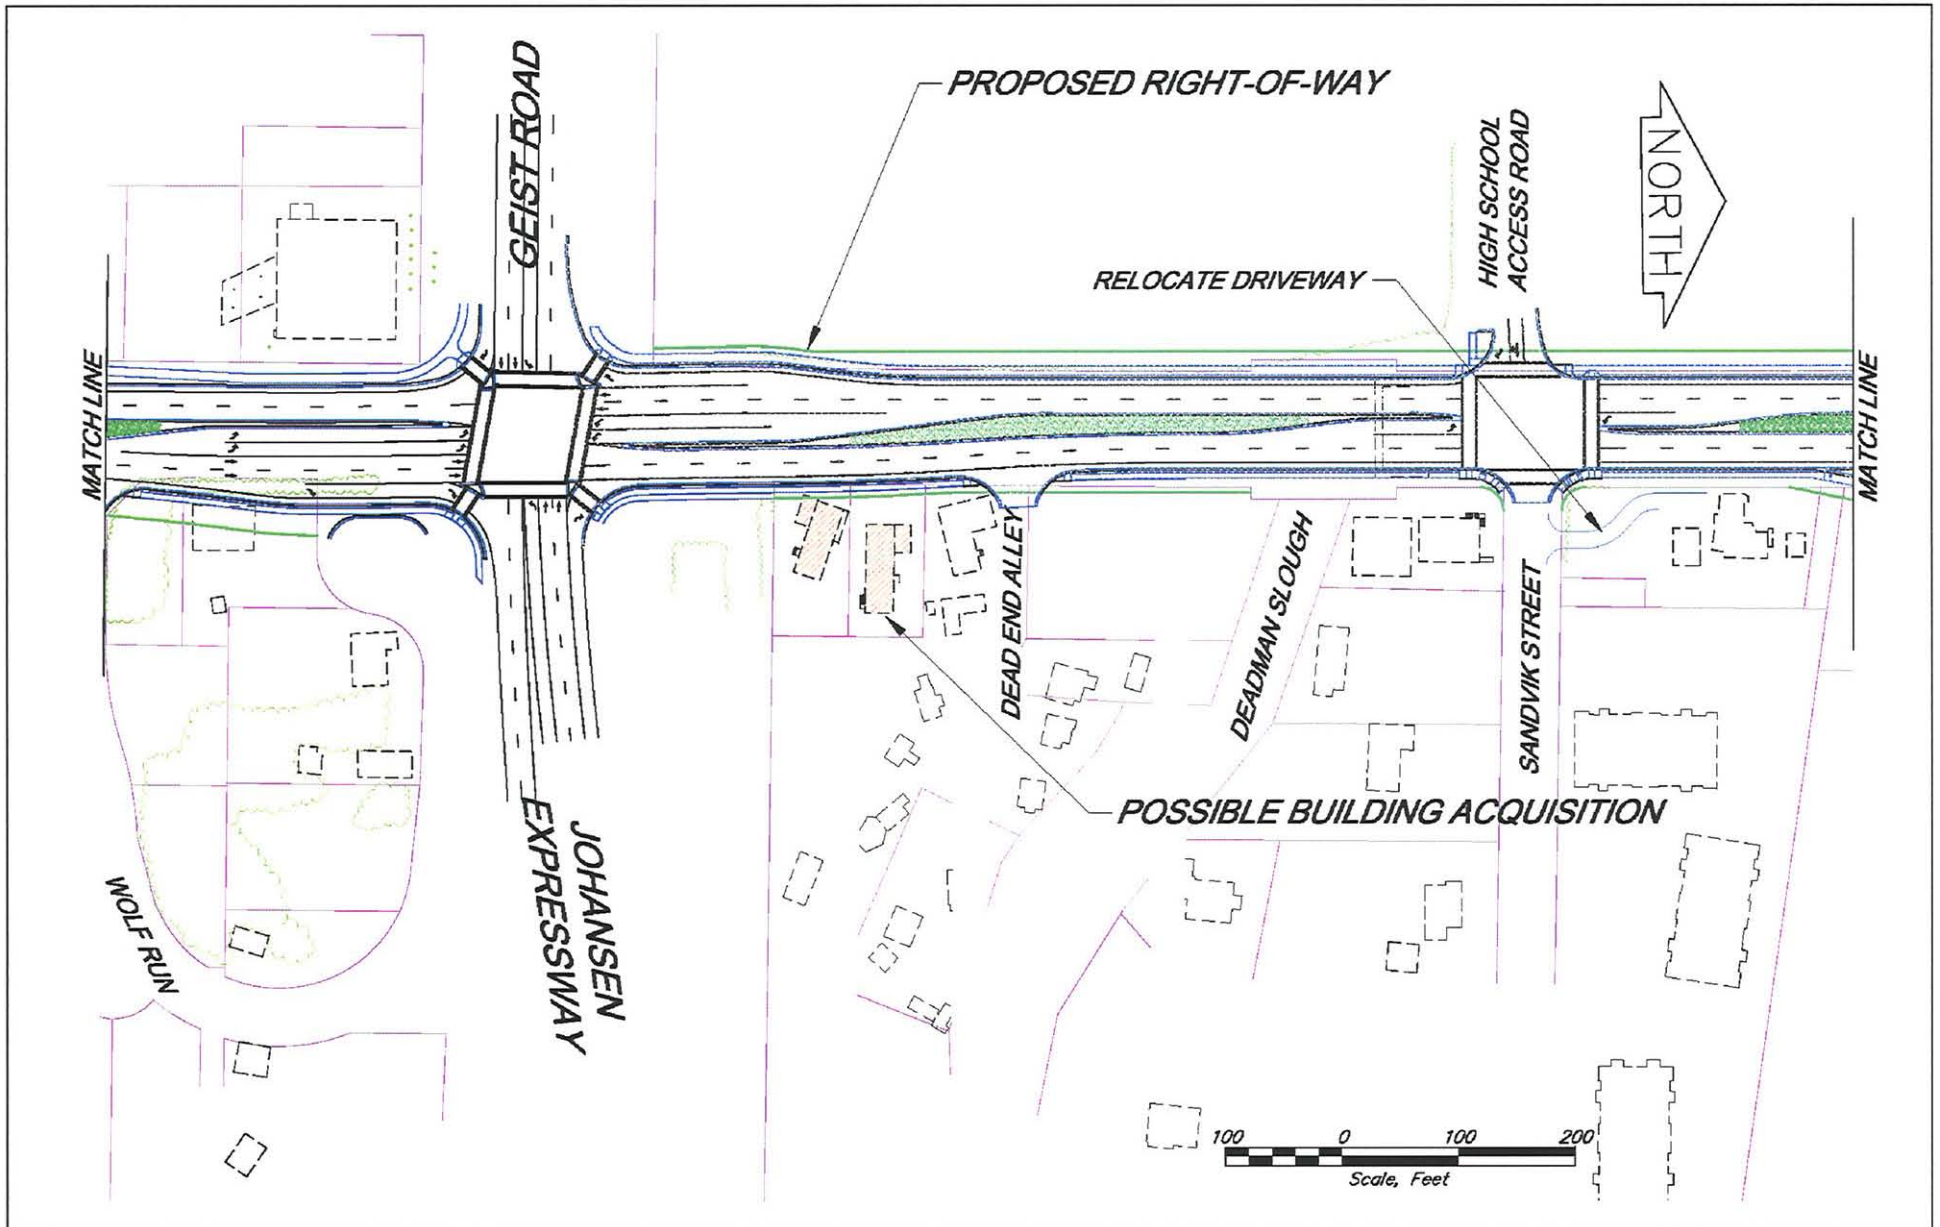 PROPOSED RIGHT-OF-WAY
GEIST ROAD
HIGH SCHOOL
ACCESS ROAD
NORTH
RELOCATE DRIVEWAY
MATCH LINE
MATCH LINE
DEAD END ALLEY
DEADMAN SLOUGH
SANDVIK STREET
POSSIBLE BUILDING ACQUISITION
JOHANSEN
EXPRESSWAY
WOLF RUN
100 0 100 200
Scale, Feet